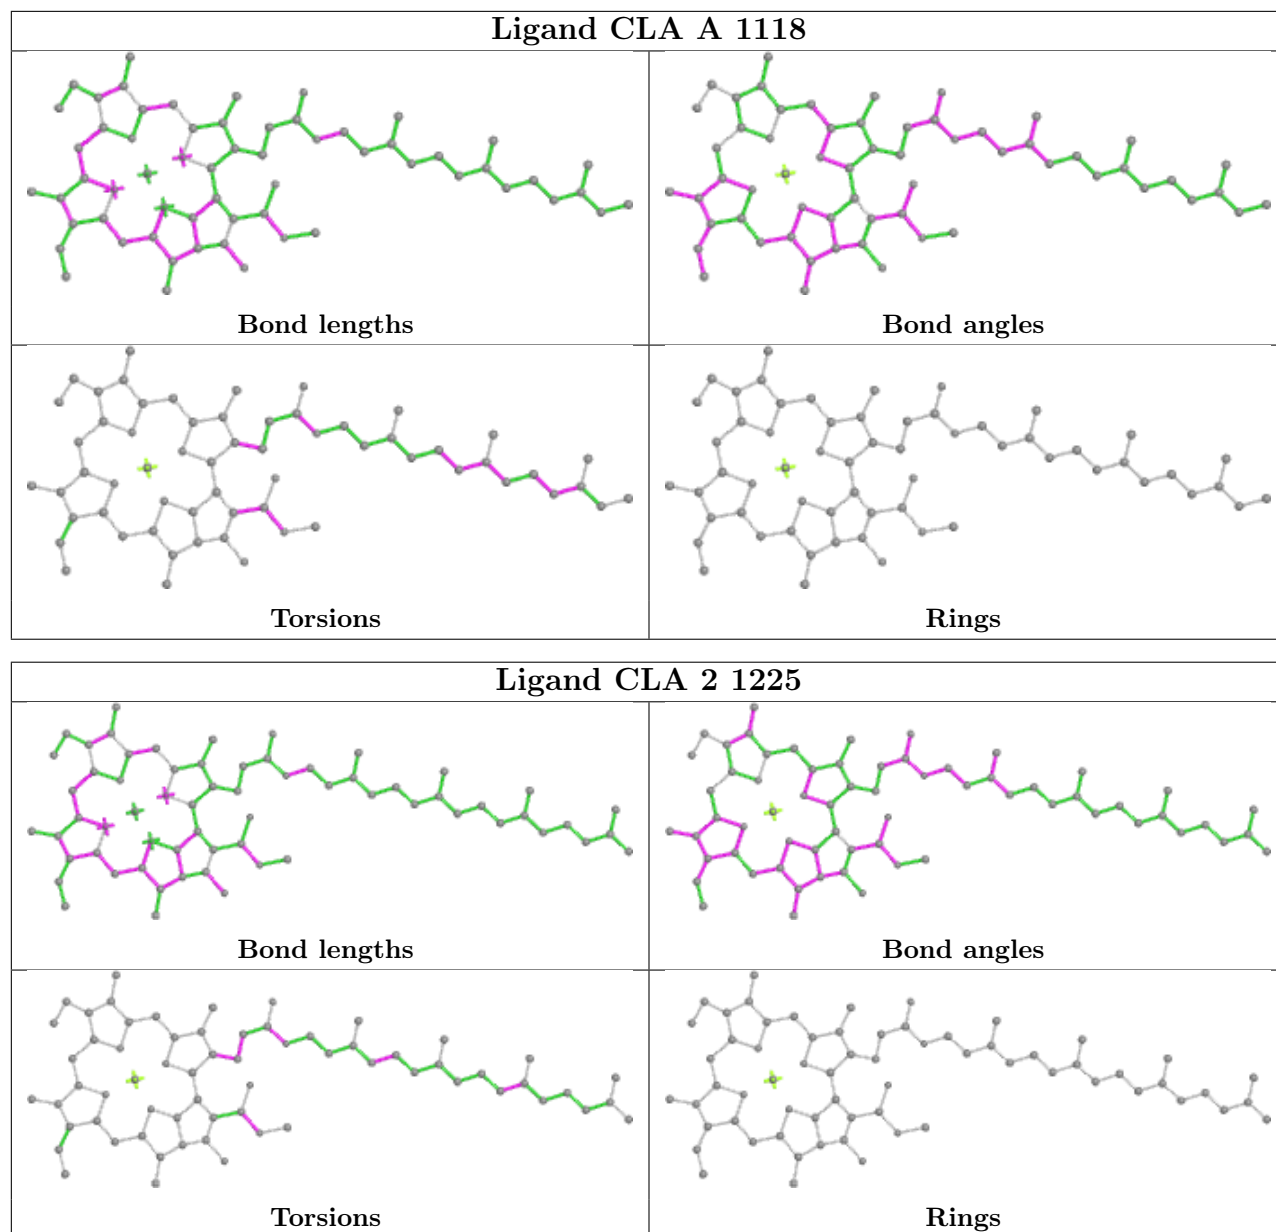 Ligand CLA A 1118
Bond lengths
Bond angles
Torsions
Rings
Ligand CLA 2 1225
Bond lengths
Bond angles
Torsions
Rings